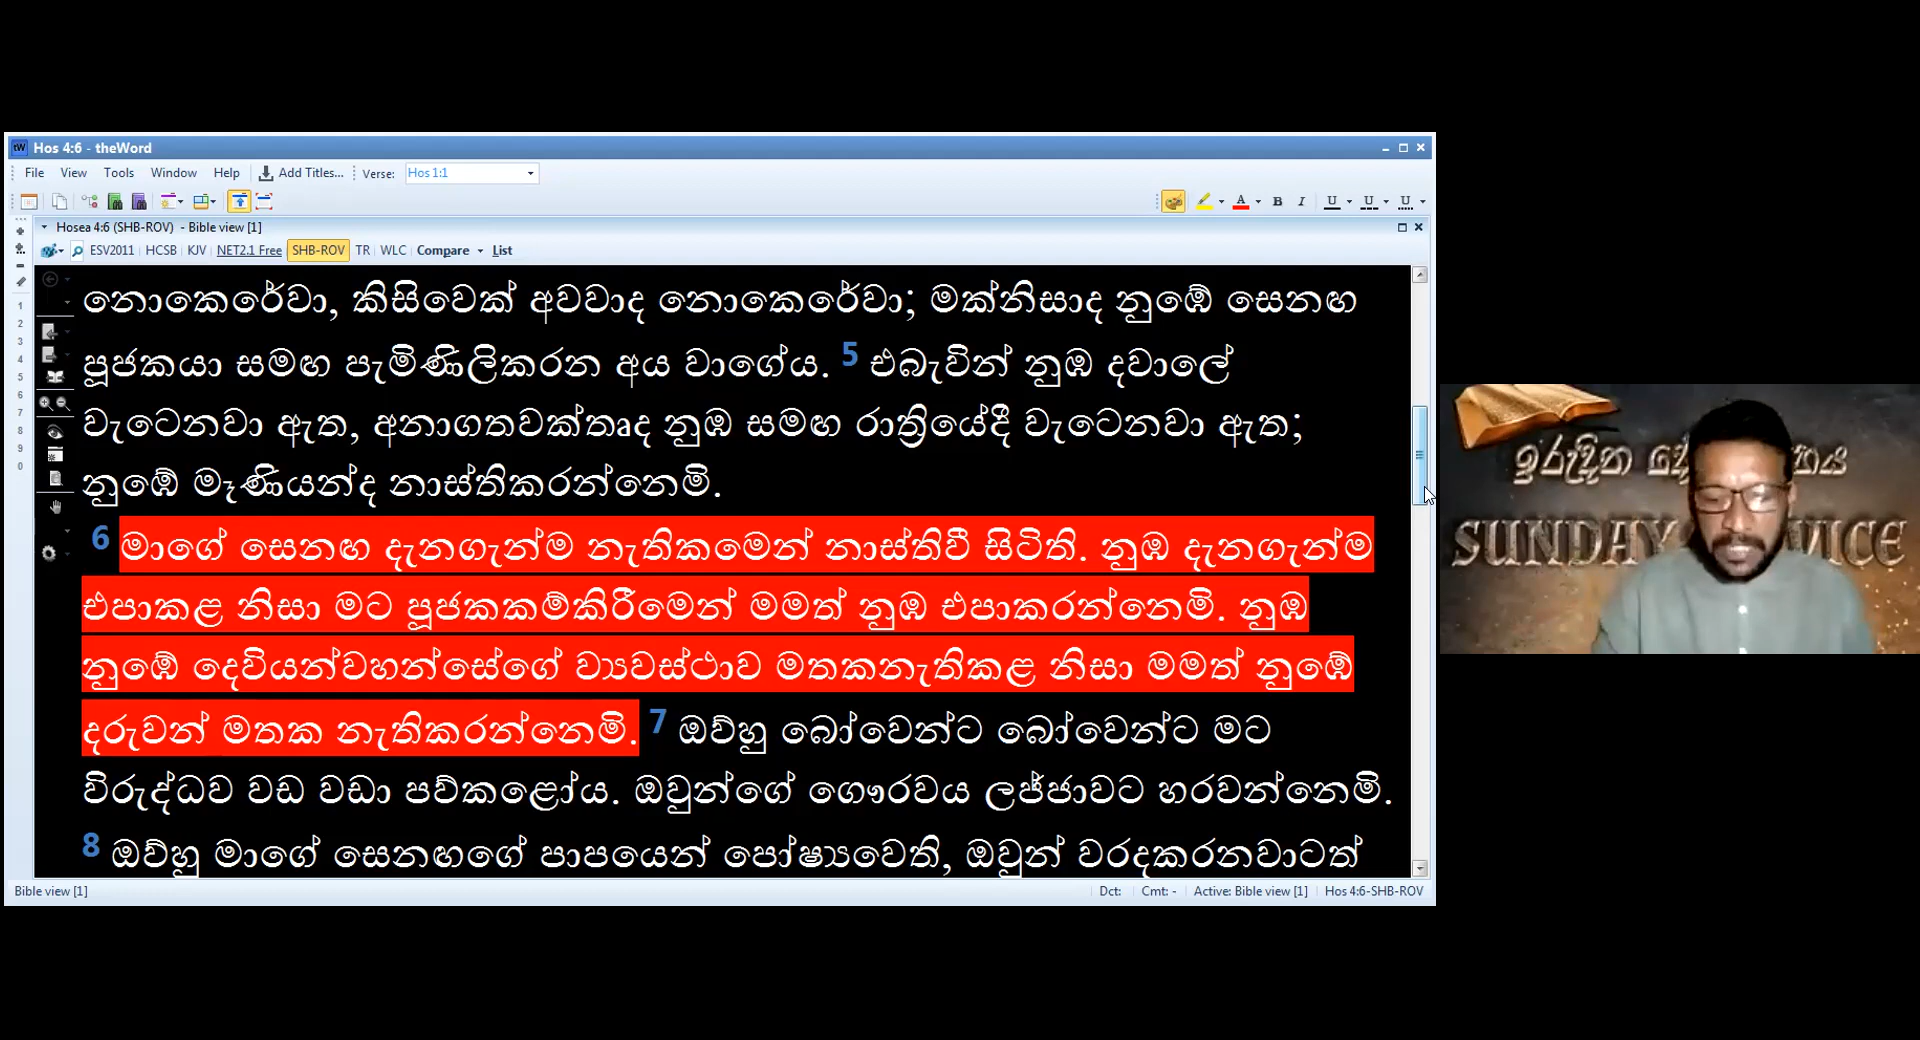 Hos 4:6 - theWord
File View Tools Window Help Add Titles... Verse: Hos 1:1
Hosea 4:6 (SHB-ROV) - Bible view [1]
ESV2011 HCSB KJV NET2.1 Free SHB-ROV TR WLC Compare List
නොකෙරේවා, කිසිවෙක් අවවාද නොකෙරේවා; මක්නිසාද නුඹේ සෙනඟ
පූජකයා සමඟ පැමිණිලිකරන අය වාගේය. 5 එබැවින් නුඹ දවාලේ
වැටෙනවා ඇත, අනාගතවක්තෘද නුඹ සමඟ රාත්‍රියේදී වැටෙනවා ඇත;
නුඹේ මෑණියන්ද නාස්තිකරන්නෙමි.
6 මාගේ සෙනඟ දැනගැන්ම නැතිකමෙන් නාස්තිවී සිටිති. නුඹ දැනගැන්ම
එපාකළ නිසා මට පූජකකම්කිරීමෙන් මමත් නුඹ එපාකරන්නෙමි. නුඹ
නුඹේ දෙවියන්වහන්සේගේ ව්‍යවස්ථාව මතකනැතිකළ නිසා මමත් නුඹේ
දරුවන් මතක නැතිකරන්නෙමි. 7 ඔව්හු බෝවෙන්ට බෝවෙන්ට මට
විරුද්ධව වඩ වඩා පව්කළෝය. ඔවුන්ගේ ගෞරවය ලජ්ජාවට හරවන්නෙමි.
8 ඔව්හු මාගේ සෙනඟගේ පාපයෙන් පෝෂ්‍යවෙති, ඔවුන් වරදකරනවාටත්
Bible view [1] Dct: Cmt: - Active: Bible view [1] Hos 4:6-SHB-ROV
ඉරුදින
SUNDAY